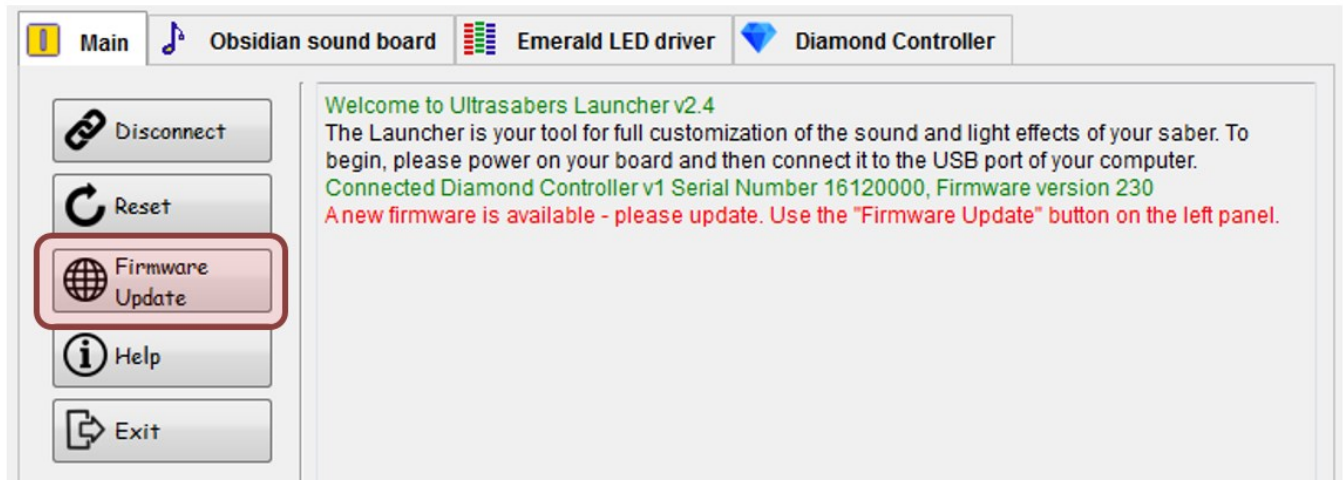 Main Obsidian sound board Emerald LED driver Diamond Controller
Disconnect
Reset
Firmware
Update
Help
Exit
Welcome to Ultrasabers Launcher v2.4
The Launcher is your tool for full customization of the sound and light effects of your saber. To
begin, please power on your board and then connect it to the USB port of your computer.
Connected Diamond Controller v1 Serial Number 16120000, Firmware version 230
A new firmware is available - please update. Use the "Firmware Update" button on the left panel.